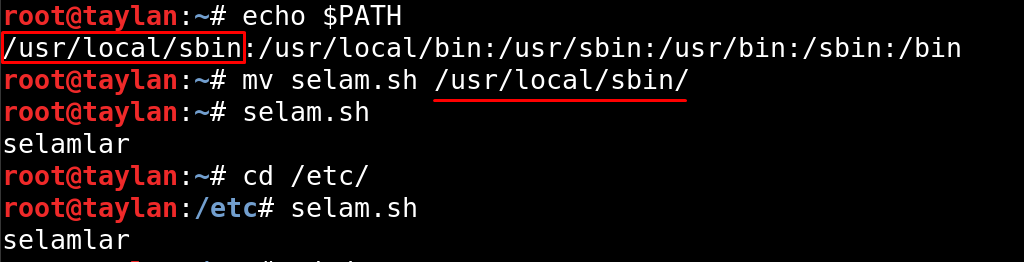 root@taylan:~# echo $PATH
/usr/local/sbin:/usr/local/bin:/usr/sbin:/usr/bin:/sbin:/bin
root@taylan:~# mv selam.sh /usr/local/sbin/
root@taylan:~# selam.sh
selamlar
root@taylan:~# cd /etc/
root@taylan:/etc# selam.sh
selamlar